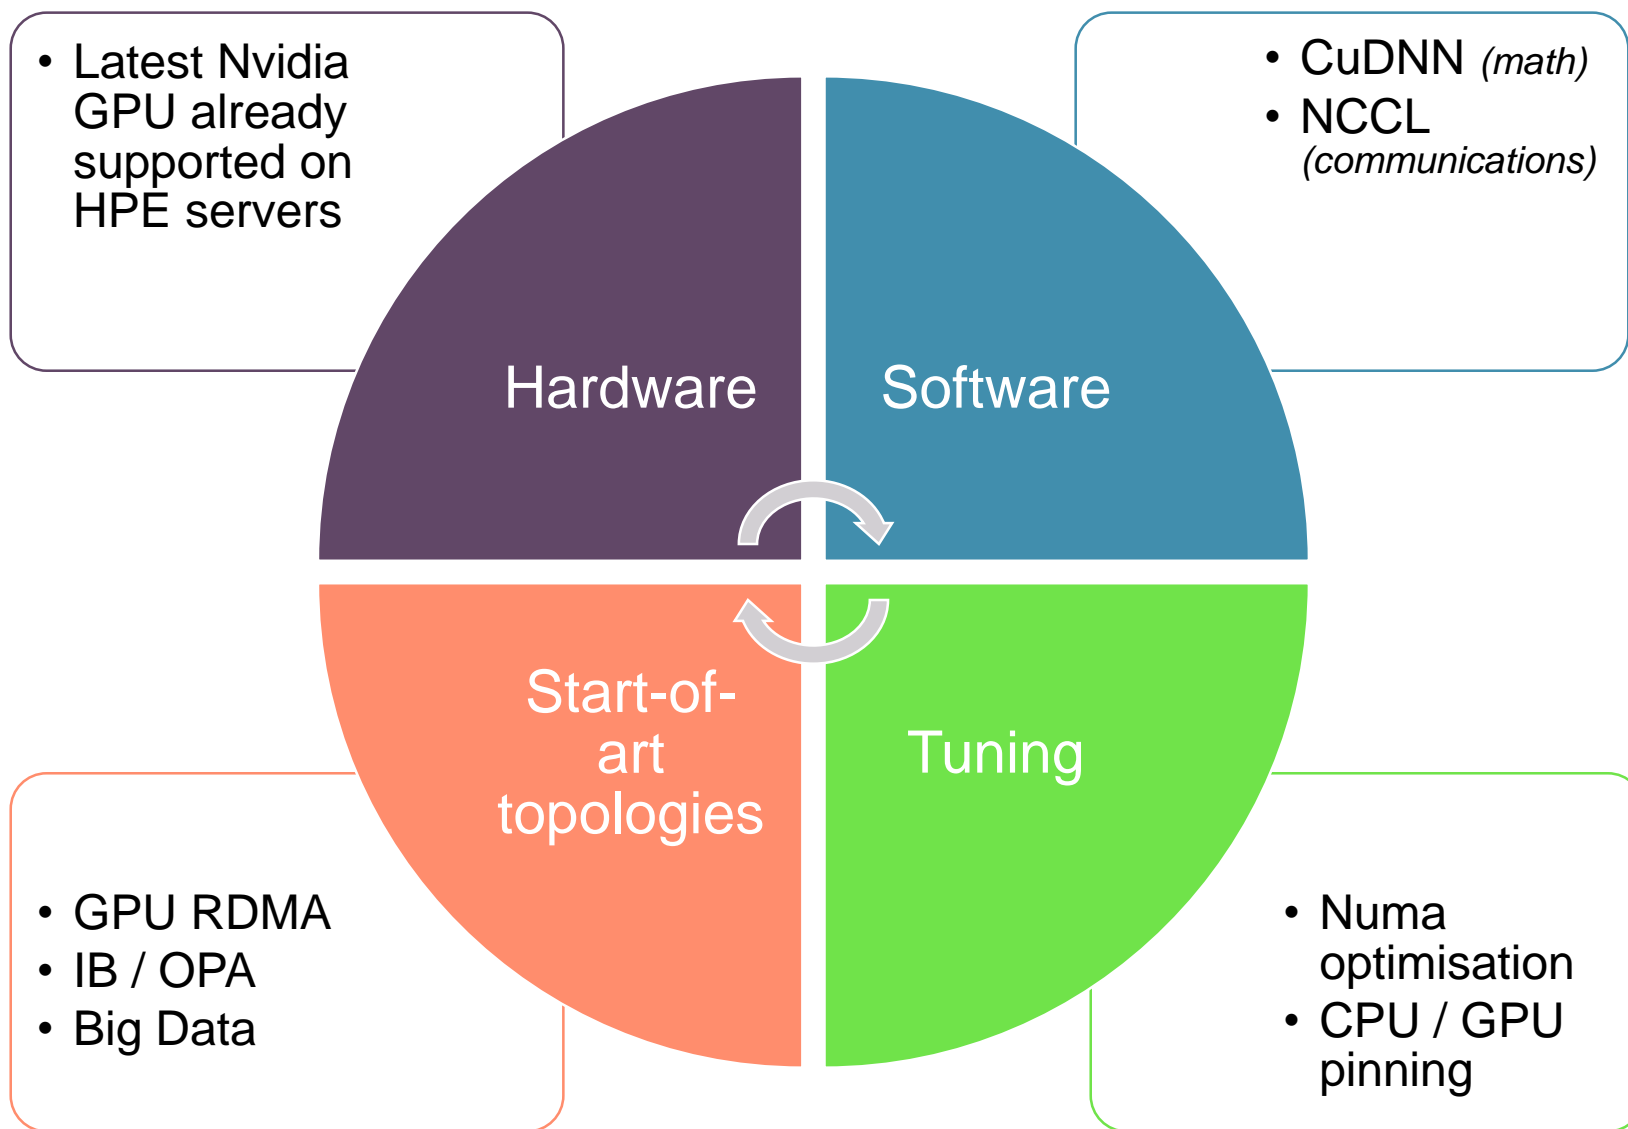 • Latest Nvidia
GPU already
supported on
HPE servers
• CuDNN (math)
• NCCL
(communications)
Hardware
Software
Start-of-
art
topologies
Tuning
• GPU RDMA
• IB / OPA
• Big Data
• Numa
optimisation
• CPU / GPU
pinning